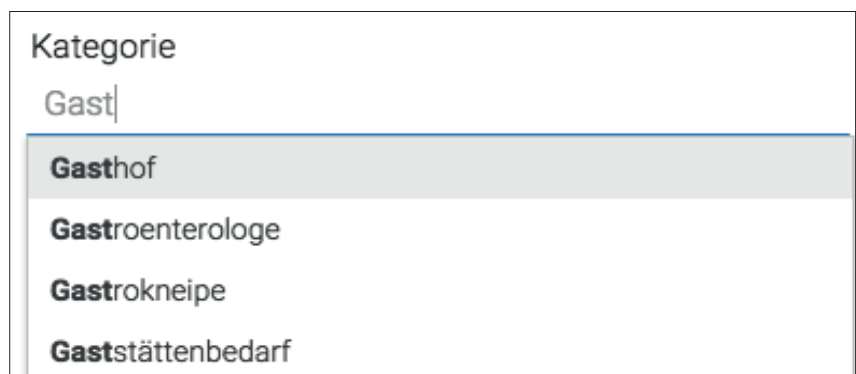 Kategorie
Gast
Gasthof
Gastroenterologe
Gastrokneipe
Gaststättenbedarf